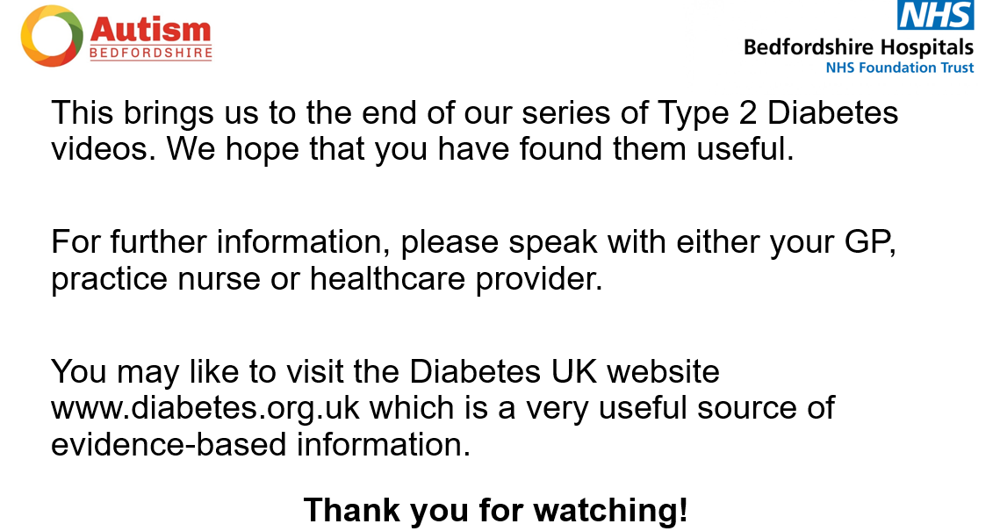 Autism
BEDFORDSHIRE
NHS
Bedfordshire Hospitals
NHS Foundation Trust
This brings us to the end of our series of Type 2 Diabetes
videos. We hope that you have found them useful.
For further information, please speak with either your GP,
practice nurse or healthcare provider.
You may like to visit the Diabetes UK website
www.diabetes.org.uk which is a very useful source of
evidence-based information.
Thank you for watching!